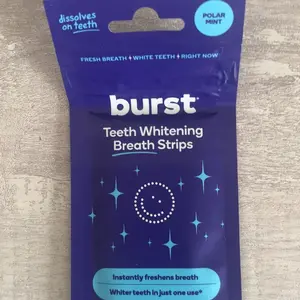 dissolves
on teeth
POLAR
MINT
FRESH BREATH + WHITE TEETH + RIGHT NOW
burst
Teeth Whitening
Breath Strips
Instantly freshens breath
Whiter teeth in just one use*